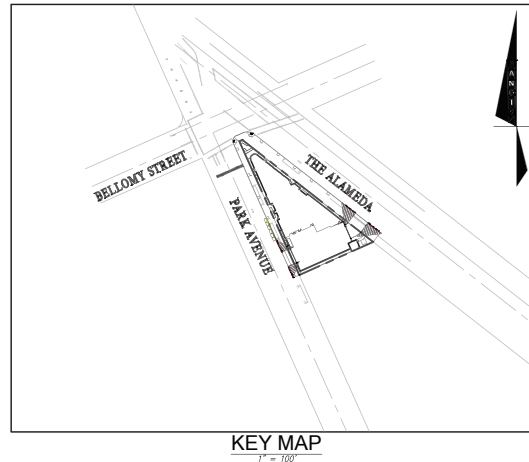 BELLOMY STREET
THE ALAMEDA
PARK AVENUE
KEY MAP
1" = 100'